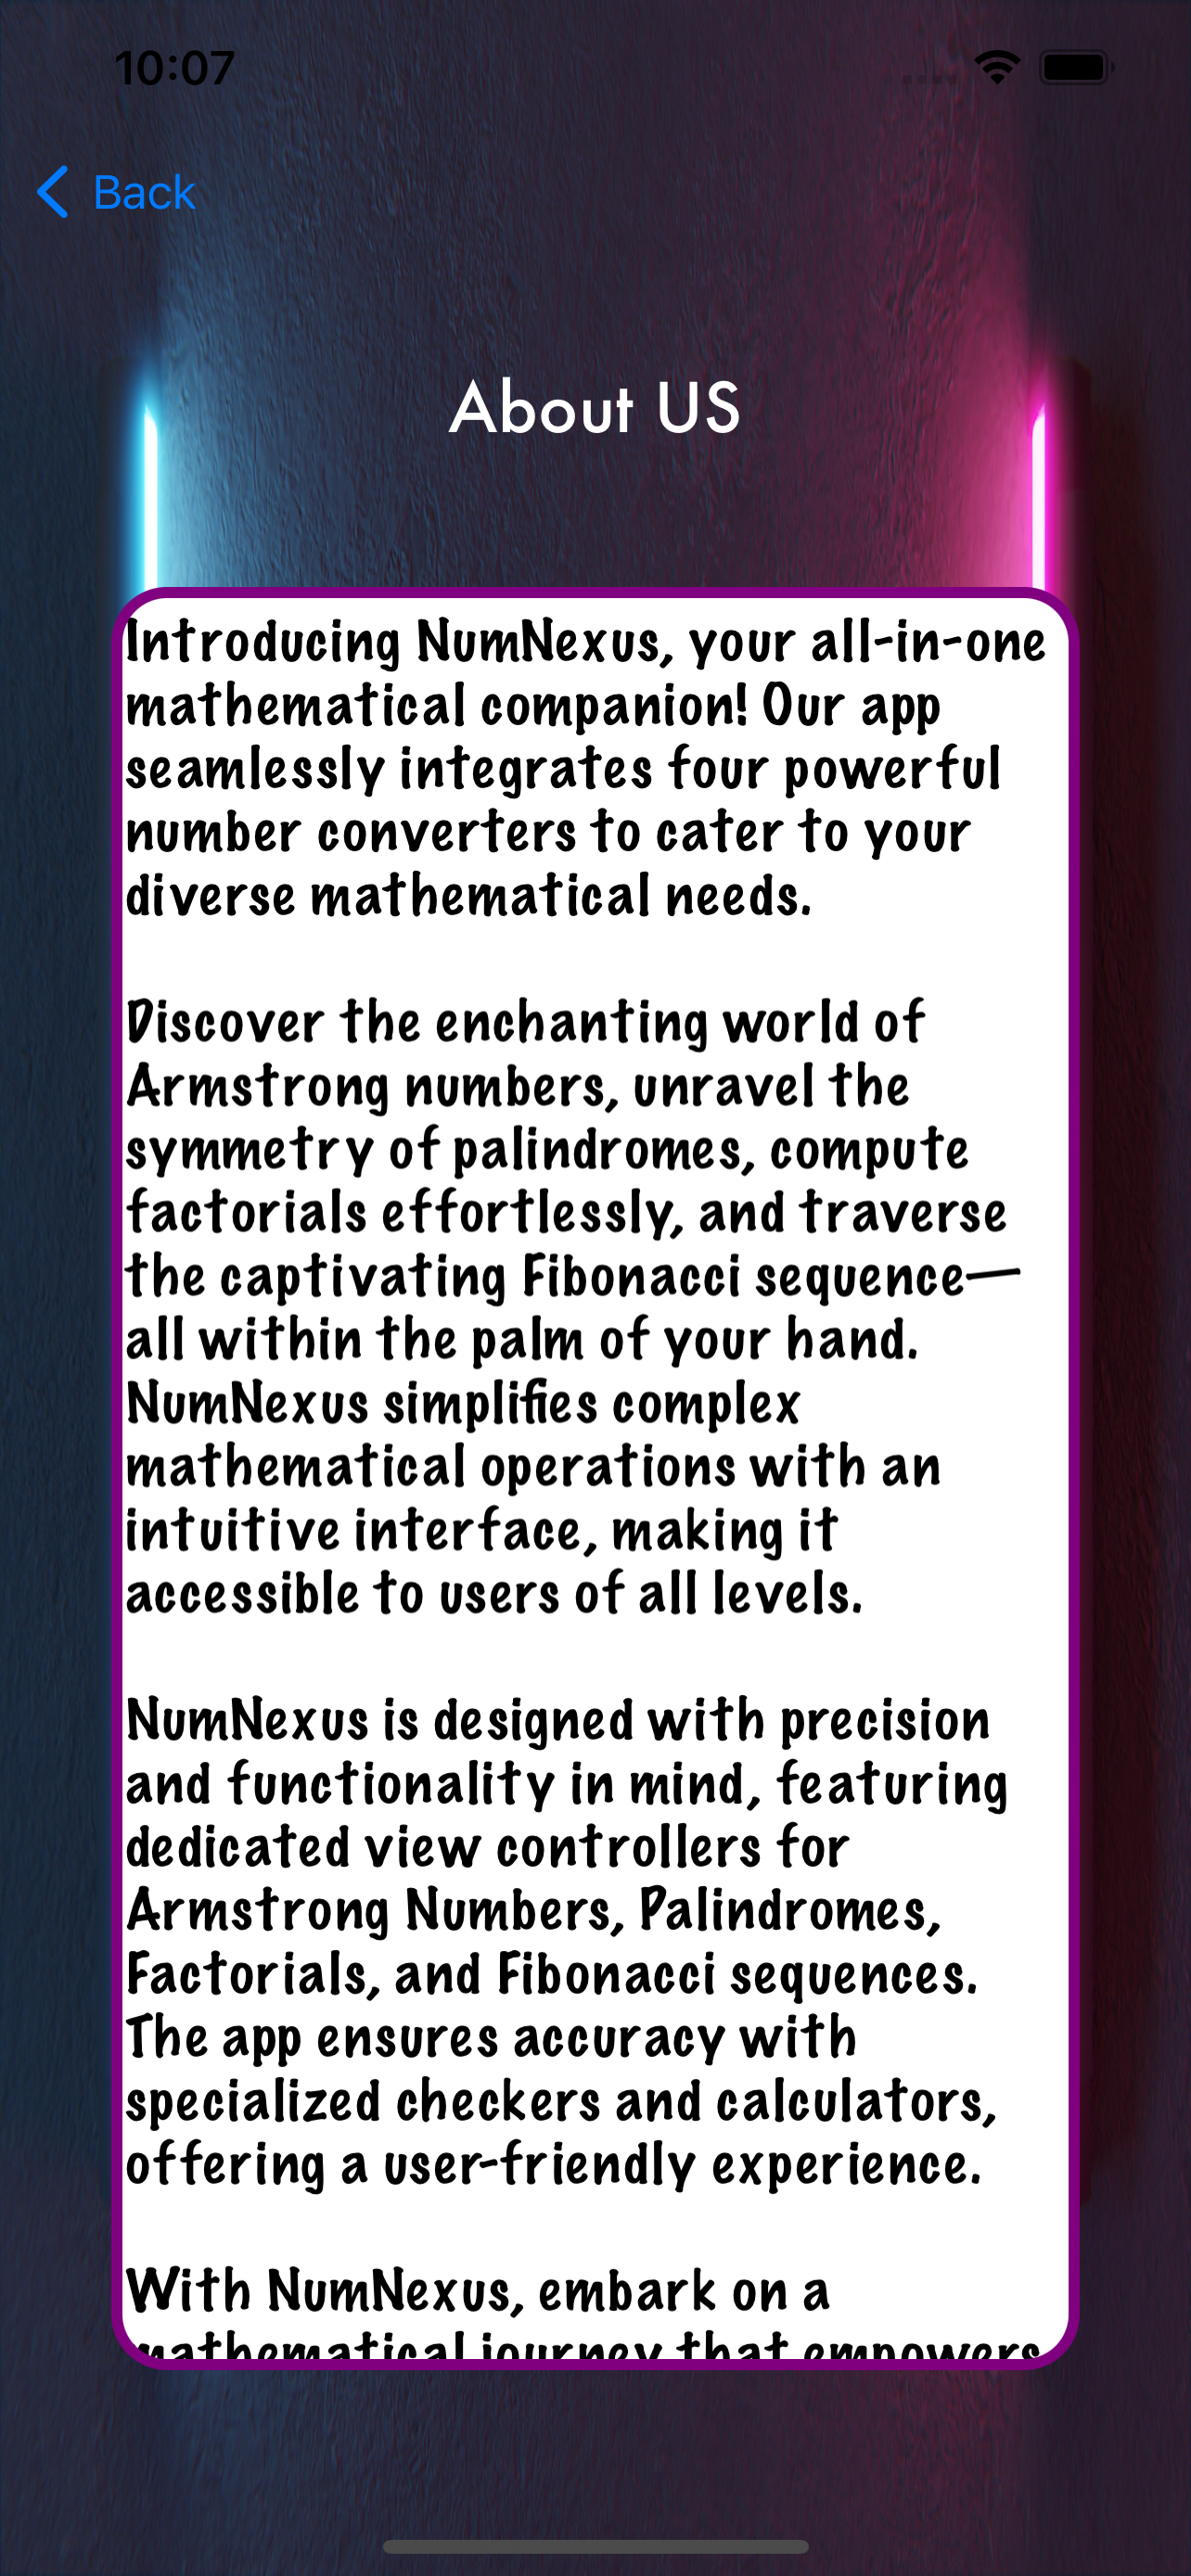 10:07
Back
About US
Introducing NumNexus, your all-in-one
mathematical companion! Our app
seamlessly integrates four powerful
number converters to cater to your
diverse mathematical needs.
Discover the enchanting world of
Armstrong numbers, unravel the
symmetry of palindromes, compute
factorials effortlessly, and traverse
the captivating Fibonacci sequence—
all within the palm of your hand.
NumNexus simplifies complex
mathematical operations with an
intuitive interface, making it
accessible to users of all levels.
NumNexus is designed with precision
and functionality in mind, featuring
dedicated view controllers for
Armstrong Numbers, Palindromes,
Factorials, and Fibonacci sequences.
The app ensures accuracy with
specialized checkers and calculators,
offering a user-friendly experience.
With NumNexus, embark on a
mathematical journey that empowers